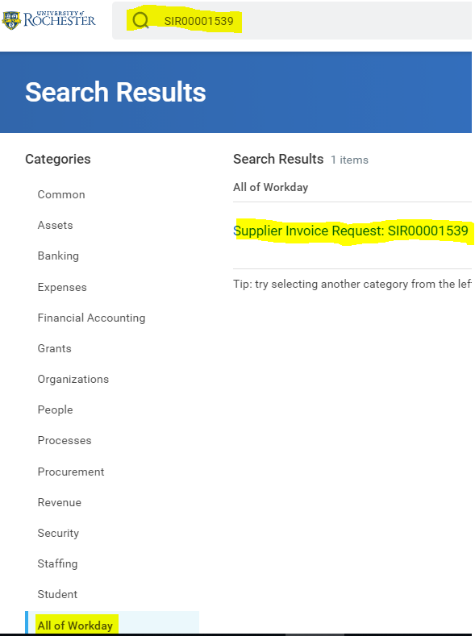 UNIVERSITY of
ROCHESTER
SIR00001539
Search Results
Categories
Common
Assets
Banking
Expenses
Financial Accounting
Grants
Organizations
People
Processes
Procurement
Revenue
Security
Staffing
Student
All of Workday
Search Results 1 items
All of Workday
Supplier Invoice Request: SIR00001539
Tip: try selecting another category from the lef